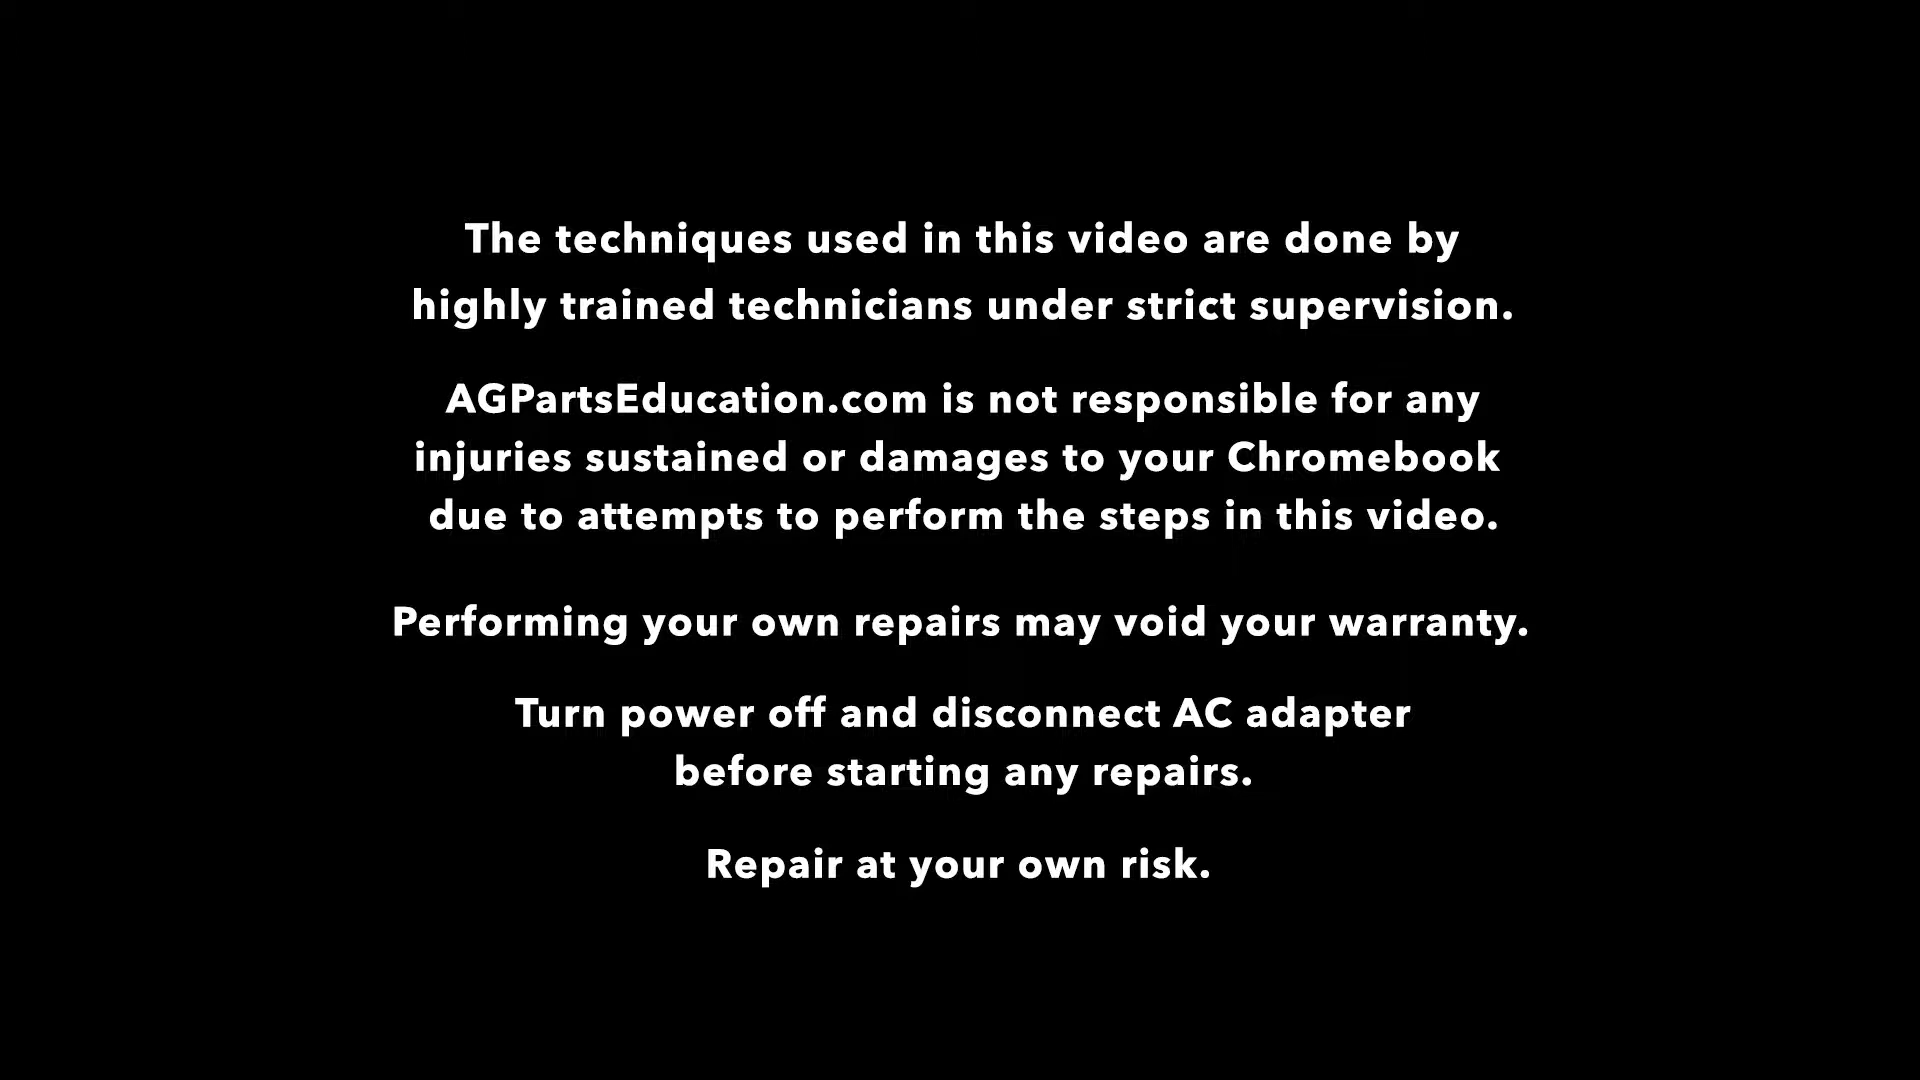 The techniques used in this video are done by
highly trained technicians under strict supervision.
AGPartsEducation.com is not responsible for any
injuries sustained or damages to your Chromebook
due to attempts to perform the steps in this video.
Performing your own repairs may void your warranty.
Turn power off and disconnect AC adapter
before starting any repairs.
Repair at your own risk.